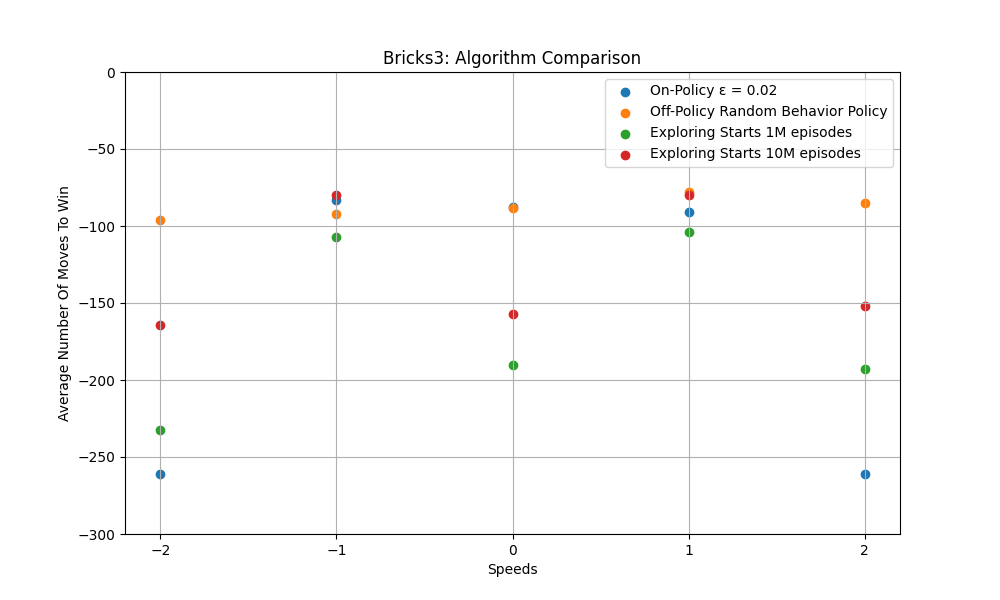 Bricks3: Algorithm Comparison
On-Policy ε = 0.02
Off-Policy Random Behavior Policy
Exploring Starts 1M episodes
Exploring Starts 10M episodes
Average Number Of Moves To Win
0
−50
−100
−150
−200
−250
−300
−2
−1
0
1
2
Speeds